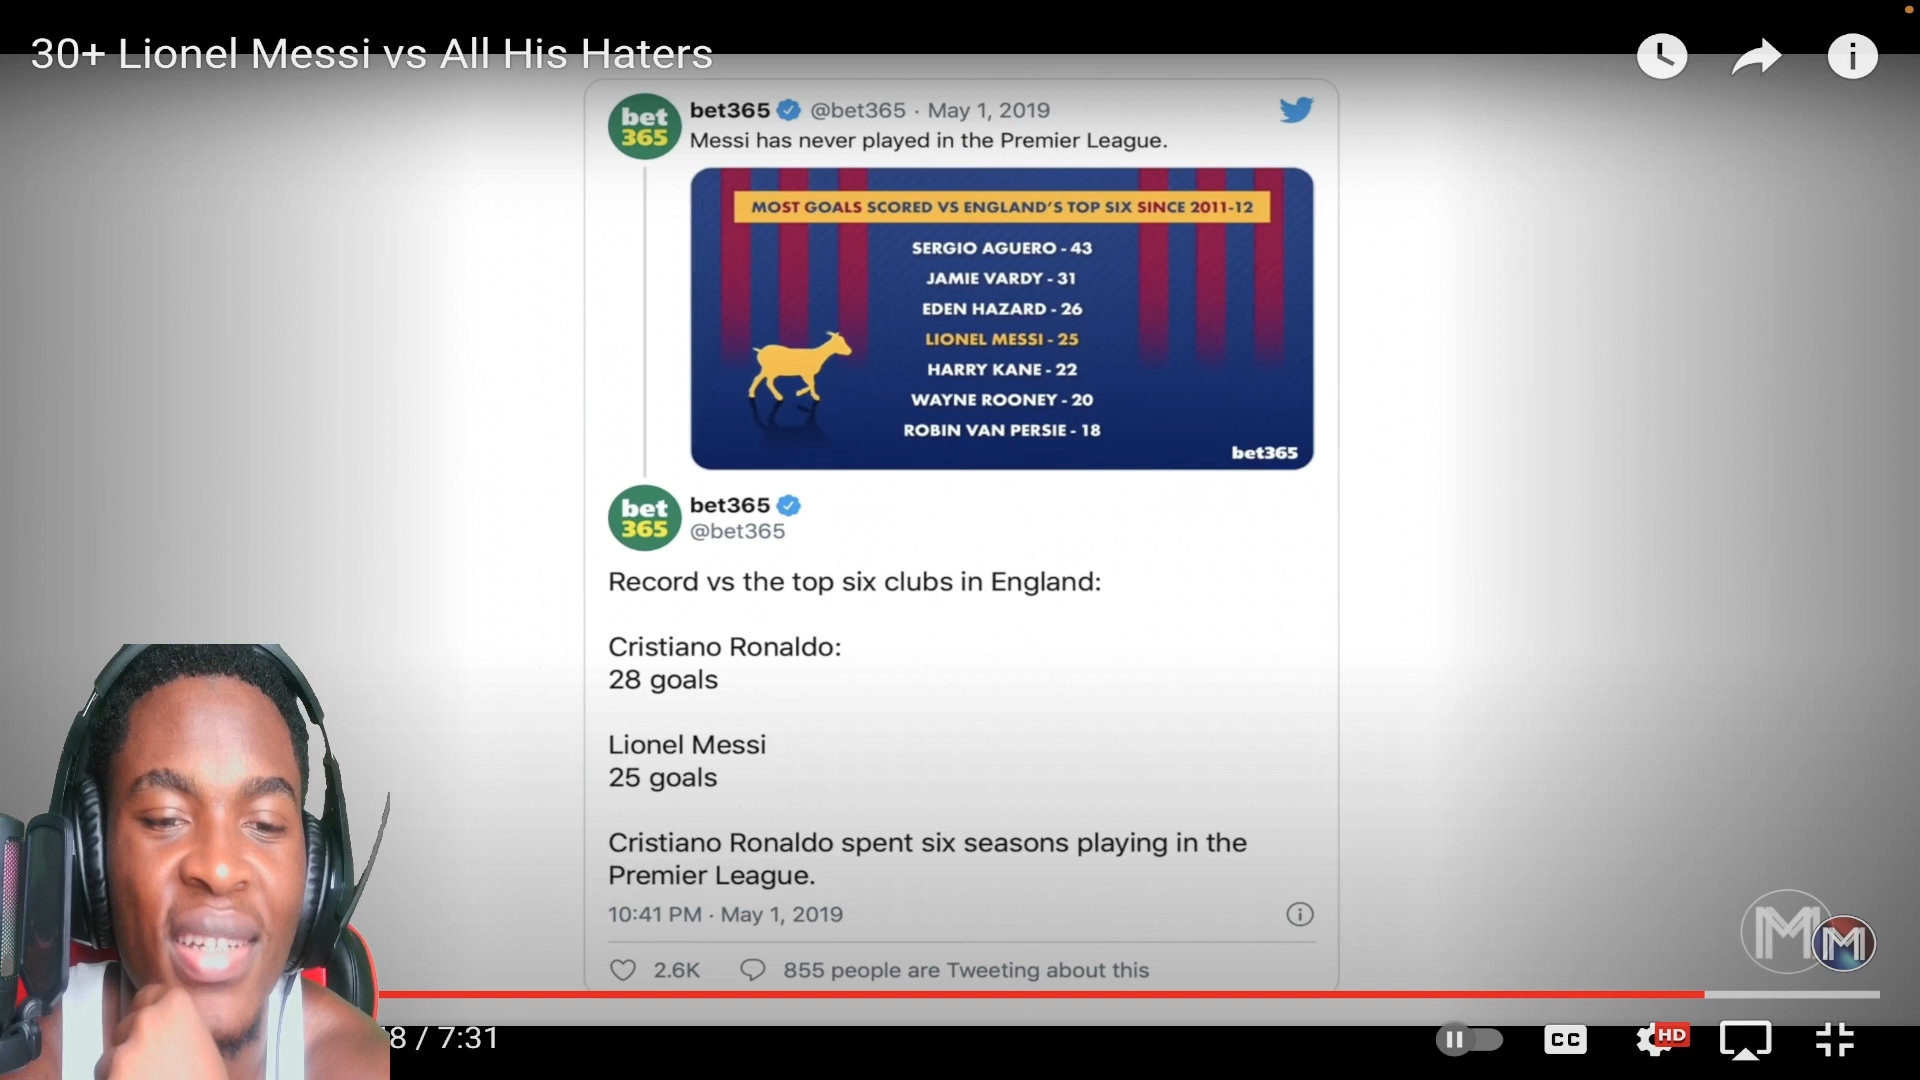 30+ Lionel Messi vs All His Haters
bet365 @bet365 · May 1, 2019
bet
365
Messi has never played in the Premier League.
MOST GOALS SCORED VS ENGLAND'S TOP SIX SINCE 2011-12
SERGIO AGUERO - 43
JAMIE VARDY - 31
EDEN HAZARD - 26
LIONEL MESSI - 25
HARRY KANE - 22
WAYNE ROONEY - 20
ROBIN VAN PERSIE - 18
bet365
bet
365
bet365
@bet365
Record vs the top six clubs in England:
Cristiano Ronaldo:
28 goals
Lionel Messi
25 goals
Cristiano Ronaldo spent six seasons playing in the
Premier League.
10:41 PM · May 1, 2019
2.6K 855 people are Tweeting about this
M M
8 / 7:31
CC HD